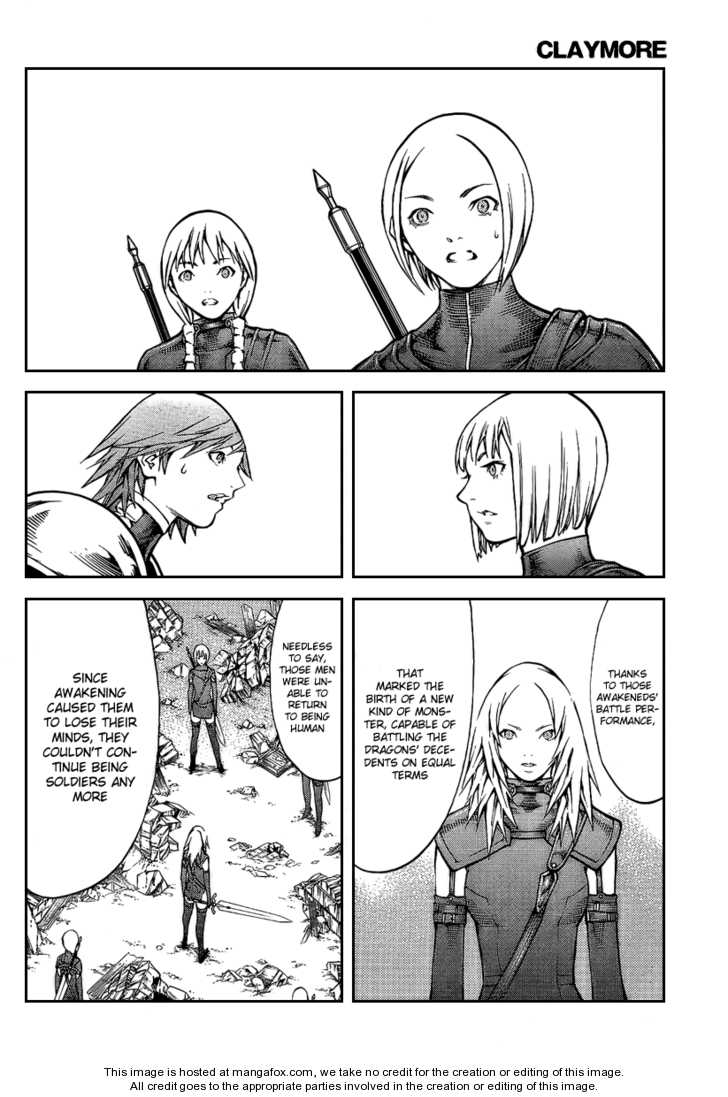 CLAYMORE
THANKS
TO THOSE
AWAKENEDS'
BATTLE PER-
FORMANCE,
THAT
MARKED THE
BIRTH OF A NEW
KIND OF MONS-
TER, CAPABLE OF
BATTLING THE
DRAGONS' DECE-
DENTS ON EQUAL
TERMS
NEEDLESS
TO SAY,
THOSE MEN
WERE UN-
ABLE TO
RETURN
TO BEING
HUMAN
SINCE
AWAKENING
CAUSED THEM
TO LOSE THEIR
MINDS, THEY
COULDN'T CON-
TINUE BEING
SOLDIERS ANY
MORE
This image is hosted at mangafox.com, we take no credit for the creation or editing of this image.
All credit goes to the appropriate parties involved in the creation or editing of this image.